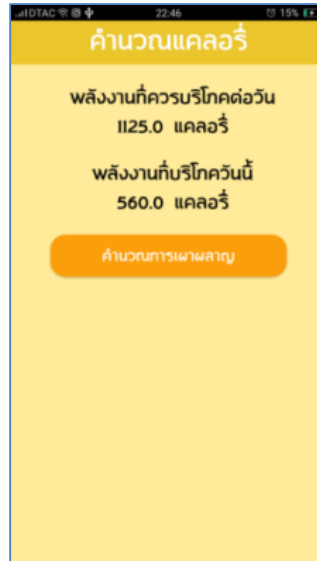 DTAC 22:46 15%
คำนวณแคลอรี่
พลังงานที่ควรบริโภคต่อวัน
1125.0 แคลอรี่
พลังงานที่บริโภควันนี้
560.0 แคลอรี่
คำนวณการเผาผลาญ